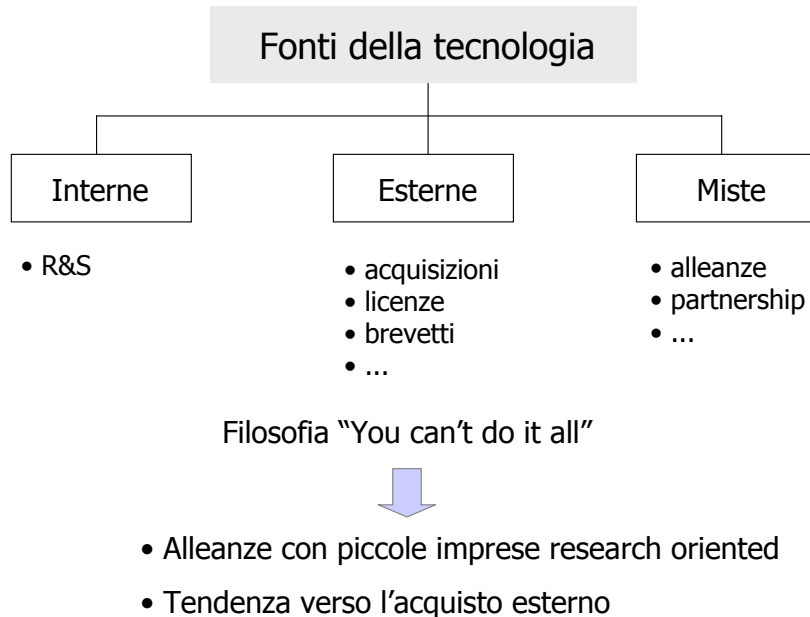 Fonti della tecnologia
Interne
Esterne
Miste
• R&S
• acquisizioni
• licenze
• brevetti
• ...
• alleanze
• partnership
• ...
Filosofia “You can’t do it all”
• Alleanze con piccole imprese research oriented
• Tendenza verso l’acquisto esterno